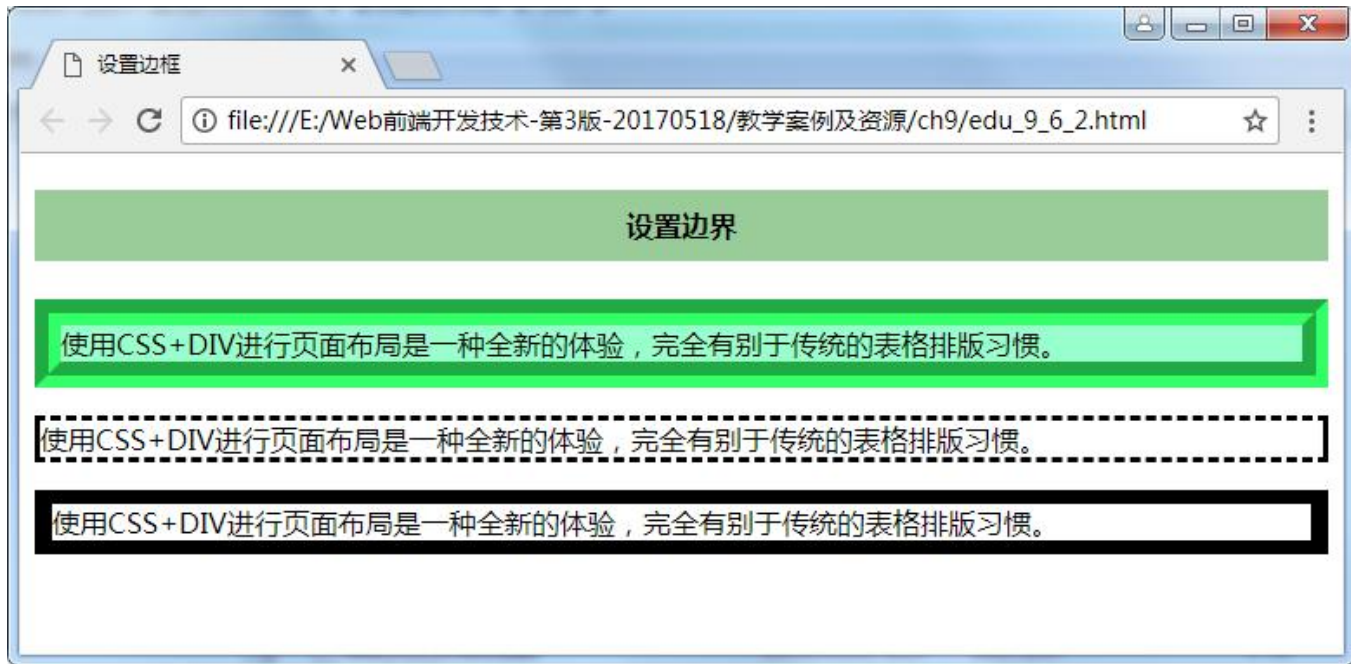 设置边框
file:///E:/Web前端开发技术-第3版-20170518/教学案例及资源/ch9/edu_9_6_2.html
设置边界
使用CSS+DIV进行页面布局是一种全新的体验，完全有别于传统的表格排版习惯。
使用CSS+DIV进行页面布局是一种全新的体验，完全有别于传统的表格排版习惯。
使用CSS+DIV进行页面布局是一种全新的体验，完全有别于传统的表格排版习惯。